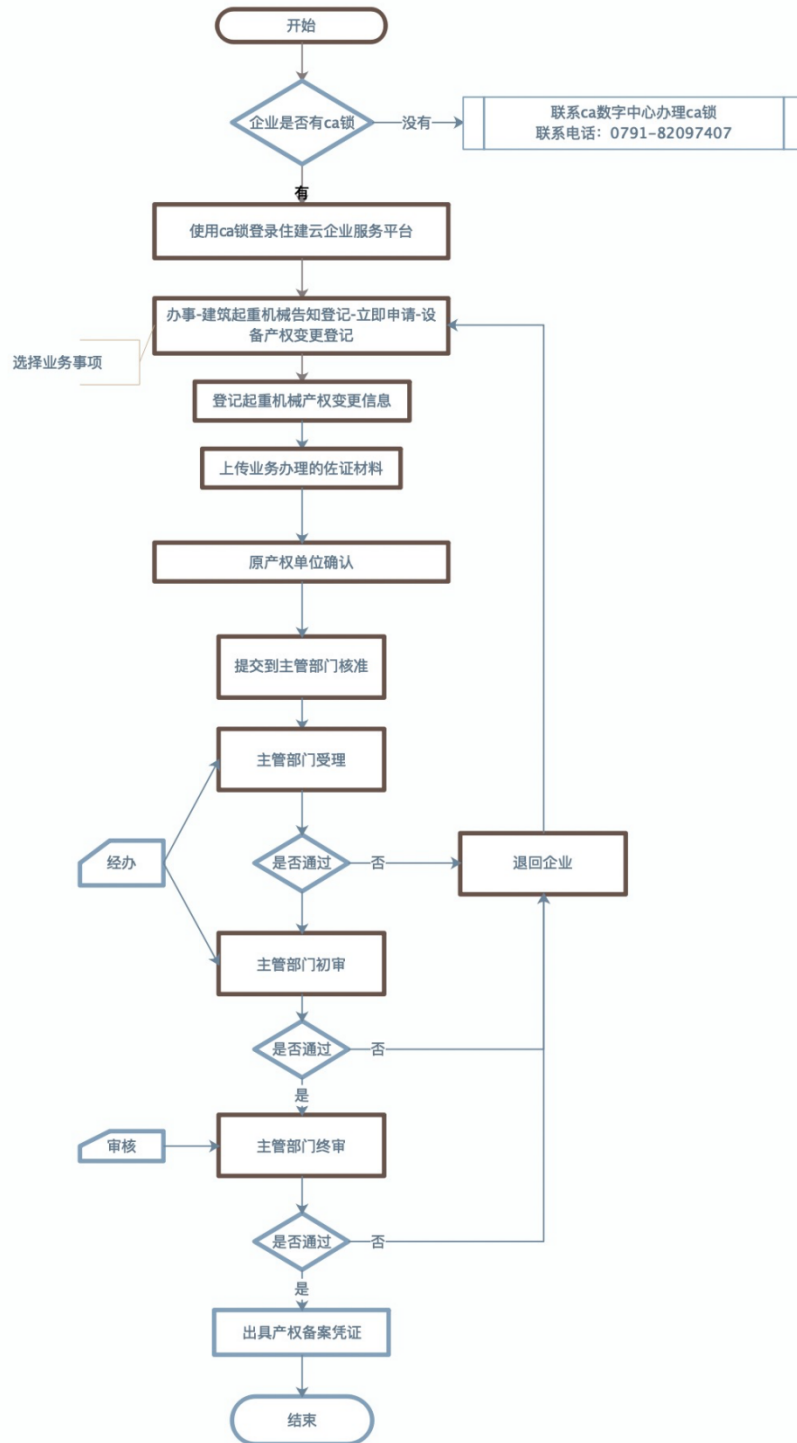 开始
企业是否有ca锁
没有
联系ca数字中心办理ca锁
联系电话：0791-82097407
有
使用ca锁登录住建云企业服务平台
办事-建筑起重机械告知登记-立即申请-设
备产权变更登记
选择业务事项
登记起重机械产权变更信息
上传业务办理的佐证材料
原产权单位确认
提交到主管部门核准
主管部门受理
经办
是否通过
否
退回企业
主管部门初审
是否通过
否
是
审核
主管部门终审
是否通过
否
是
出具产权备案凭证
结束